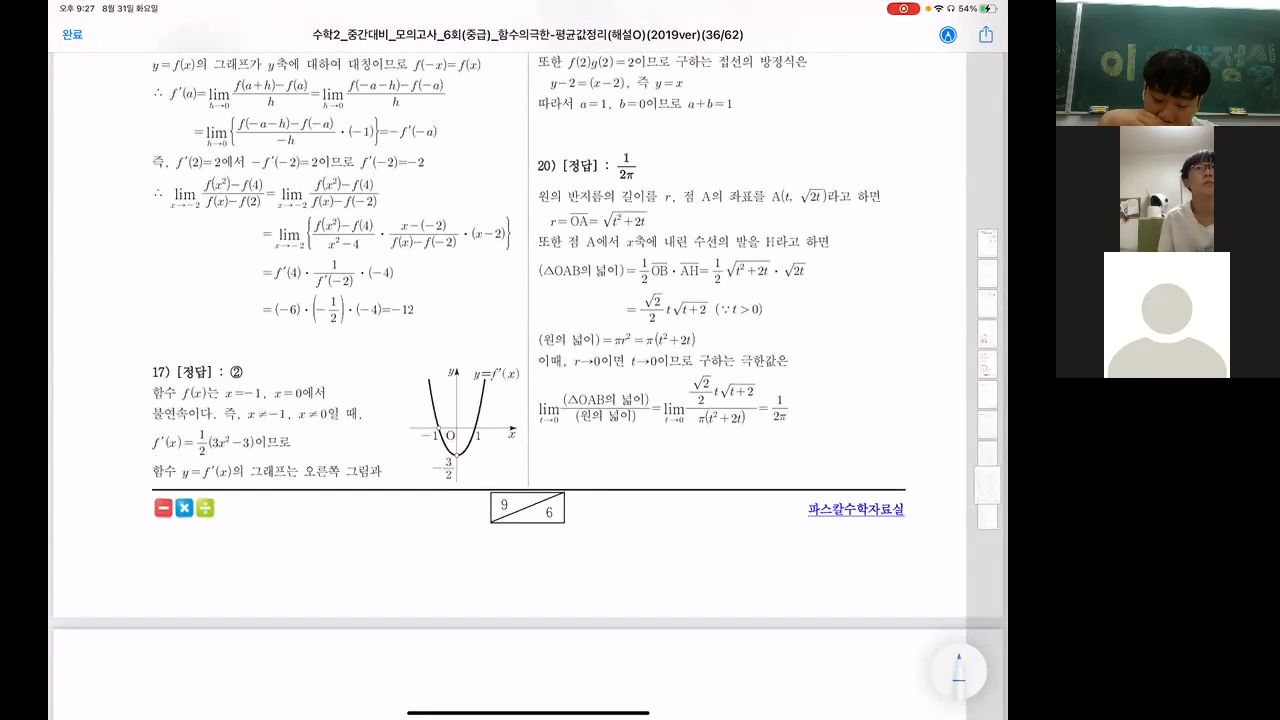 오후 9:27 8월 31일 화요일
54%
완료
수학2_중간대비_모의고사_6회(중급)_함수의극한-평균값정리(해설O)(2019ver)(36/62)
y=f(x)의 그래프가 y축에 대하여 대칭이므로 f(-x)=f(x)
∴ f'(a)=lim_{h→0} (f(a+h)-f(a))/h = lim_{h→0} (f(-a-h)-f(-a))/h
=lim_{h→0} {(f(-a-h)-f(-a))/(-h) · (-1)}=-f'(-a)
즉, f'(2)=2에서 -f'(-2)=2이므로 f'(-2)=-2
∴ lim_{x→-2} (f(x²)-f(4))/(f(x)-f(2)) = lim_{x→-2} (f(x²)-f(4))/(f(x)-f(-2))
=lim_{x→-2} {(f(x²)-f(4))/(x²-4) · (x-(-2))/(f(x)-f(-2)) · (x-2)}
=f'(4) · 1/f'(-2) · (-4)
=(-6) · (-1/2) · (-4)=-12
17) [정답] : ②
함수 f(x)는 x=-1, x=0에서
불연속이다. 즉, x≠-1, x≠0일 때,
f'(x)=1/2(3x²-3)이므로
함수 y=f'(x)의 그래프는 오른쪽 그림과
y y=f'(x)
-1 O 1 x
-3/2
또한 f(2)g(2)=2이므로 구하는 접선의 방정식은
y-2=(x-2), 즉 y=x
따라서 a=1, b=0이므로 a+b=1
20) [정답] : 1/2π
원의 반지름의 길이를 r, 점 A의 좌표를 A(t, √2t)라고 하면
r=OA=√(t²+2t)
또한 점 A에서 x축에 내린 수선의 발을 H라고 하면
(△OAB의 넓이)=1/2 OB · AH=1/2 √(t²+2t) · √2t
=√2/2 t√(t+2) (∵ t>0)
(원의 넓이)=πr²=π(t²+2t)
이때, r→0이면 t→0이므로 구하는 극한값은
lim_{t→0} (△OAB의 넓이)/(원의 넓이)=lim_{t→0} (√2/2 t√(t+2))/(π(t²+2t))=1/2π
9 6
파스칼수학자료실